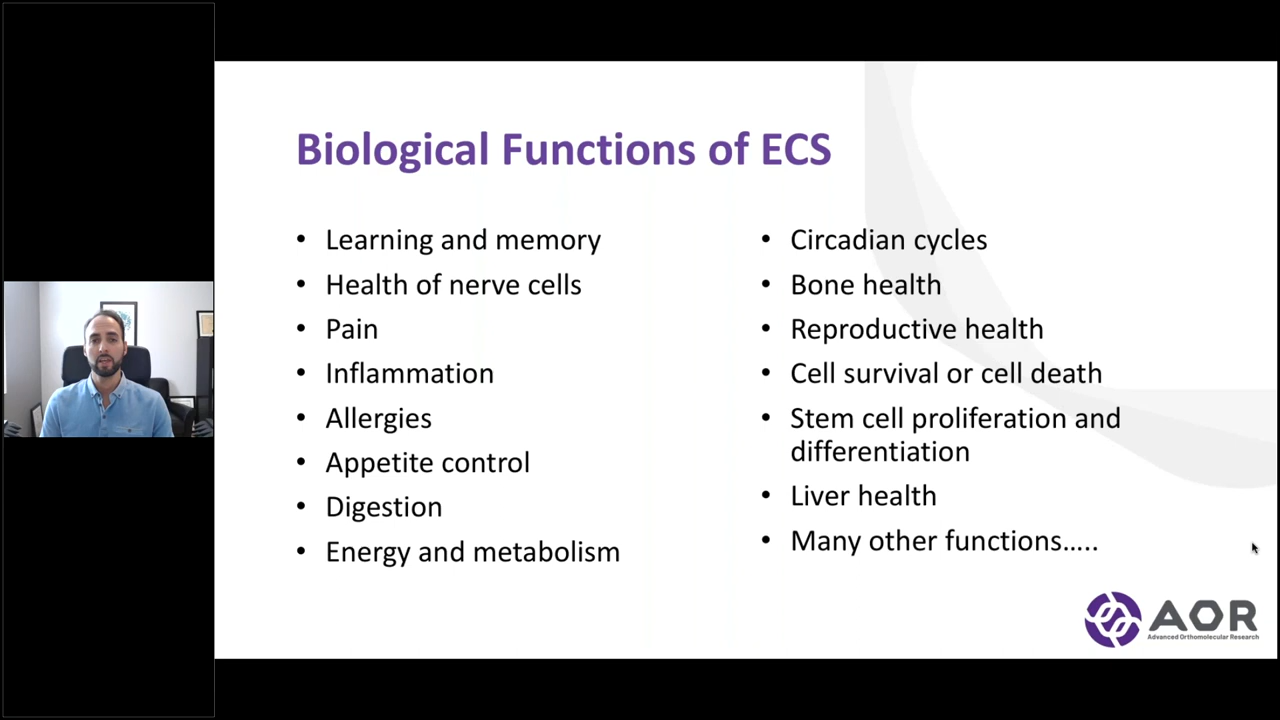 Biological Functions of ECS
• Learning and memory
• Health of nerve cells
• Pain
• Inflammation
• Allergies
• Appetite control
• Digestion
• Energy and metabolism
• Circadian cycles
• Bone health
• Reproductive health
• Cell survival or cell death
• Stem cell proliferation and
differentiation
• Liver health
• Many other functions…..
AOR
Advanced Orthomolecular Research